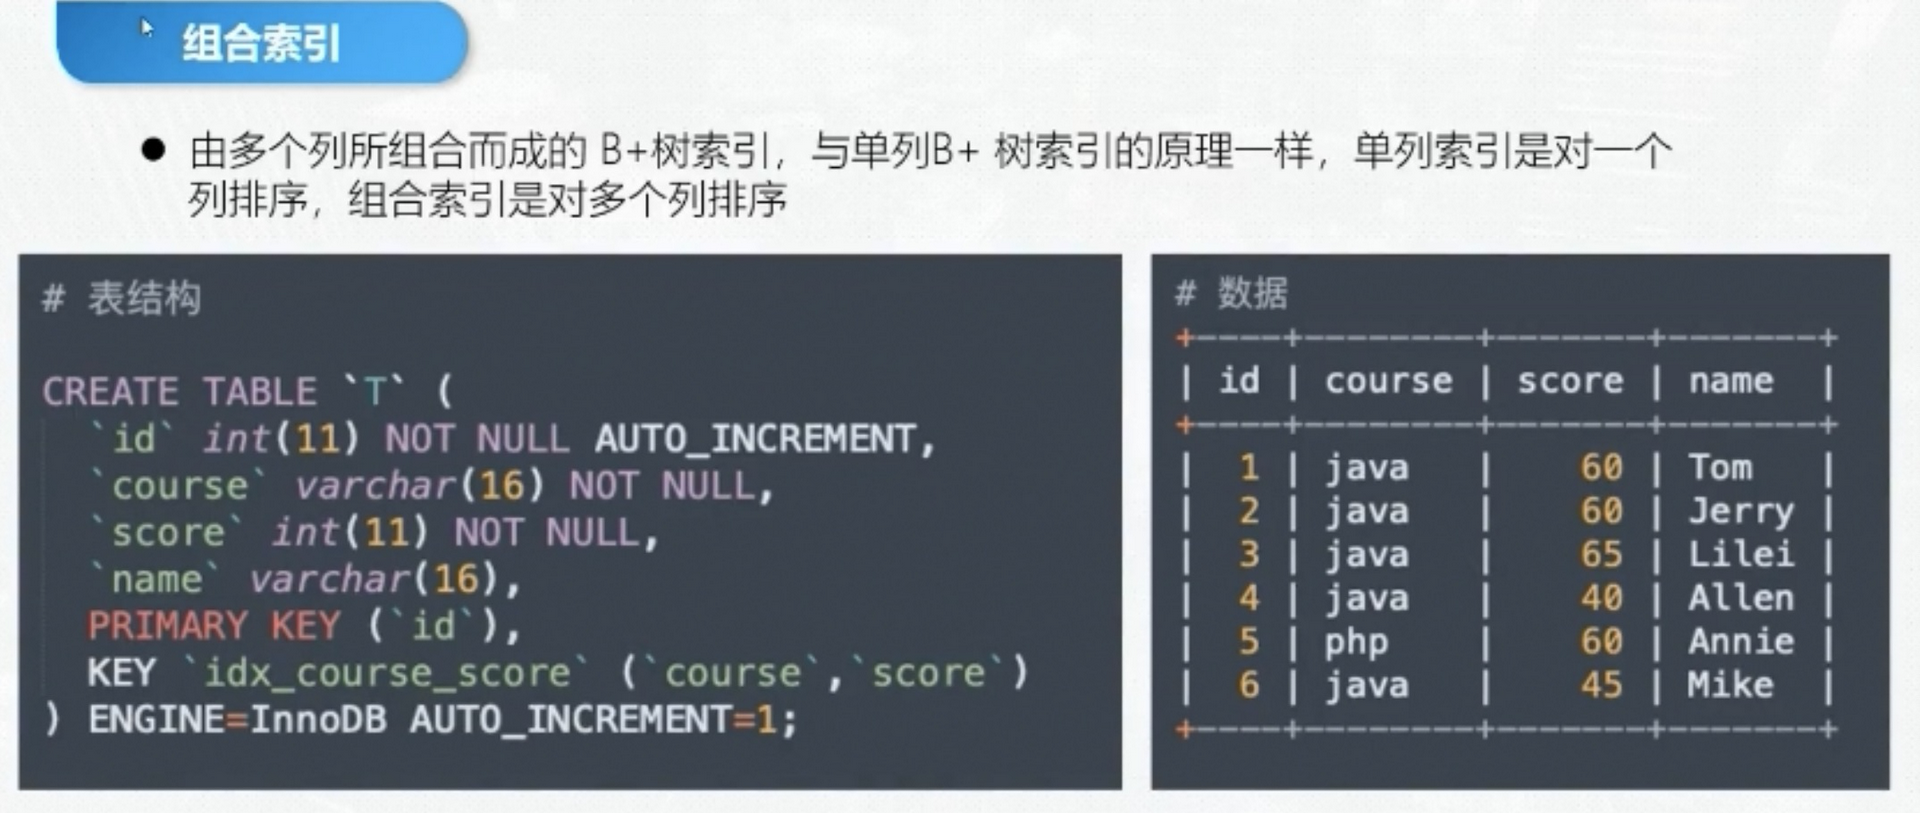 组合索引
● 由多个列所组合而成的 B+树索引，与单列B+ 树索引的原理一样，单列索引是对一个
列排序，组合索引是对多个列排序
# 表结构
CREATE TABLE `T` (
  `id` int(11) NOT NULL AUTO_INCREMENT,
  `course` varchar(16) NOT NULL,
  `score` int(11) NOT NULL,
  `name` varchar(16),
  PRIMARY KEY (`id`),
  KEY `idx_course_score` (`course`,`score`)
) ENGINE=InnoDB AUTO_INCREMENT=1;
# 数据
+----+--------+-------+-------+
| id | course | score | name  |
+----+--------+-------+-------+
|  1 | java   |    60 | Tom   |
|  2 | java   |    60 | Jerry |
|  3 | java   |    65 | Lilei |
|  4 | java   |    40 | Allen |
|  5 | php    |    60 | Annie |
|  6 | java   |    45 | Mike  |
+----+--------+-------+-------+